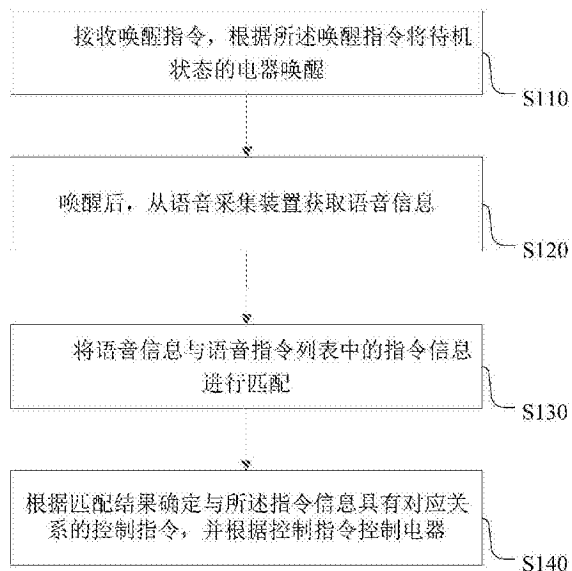 接收唤醒指令，根据所述唤醒指令将待机
状态的电器唤醒
S110
唤醒后，从语音采集装置获取语音信息
S120
将语音信息与语音指令列表中的指令信息
进行匹配
S130
根据匹配结果确定与所述指令信息具有对应关
系的控制指令，并根据控制指令控制电器
S140